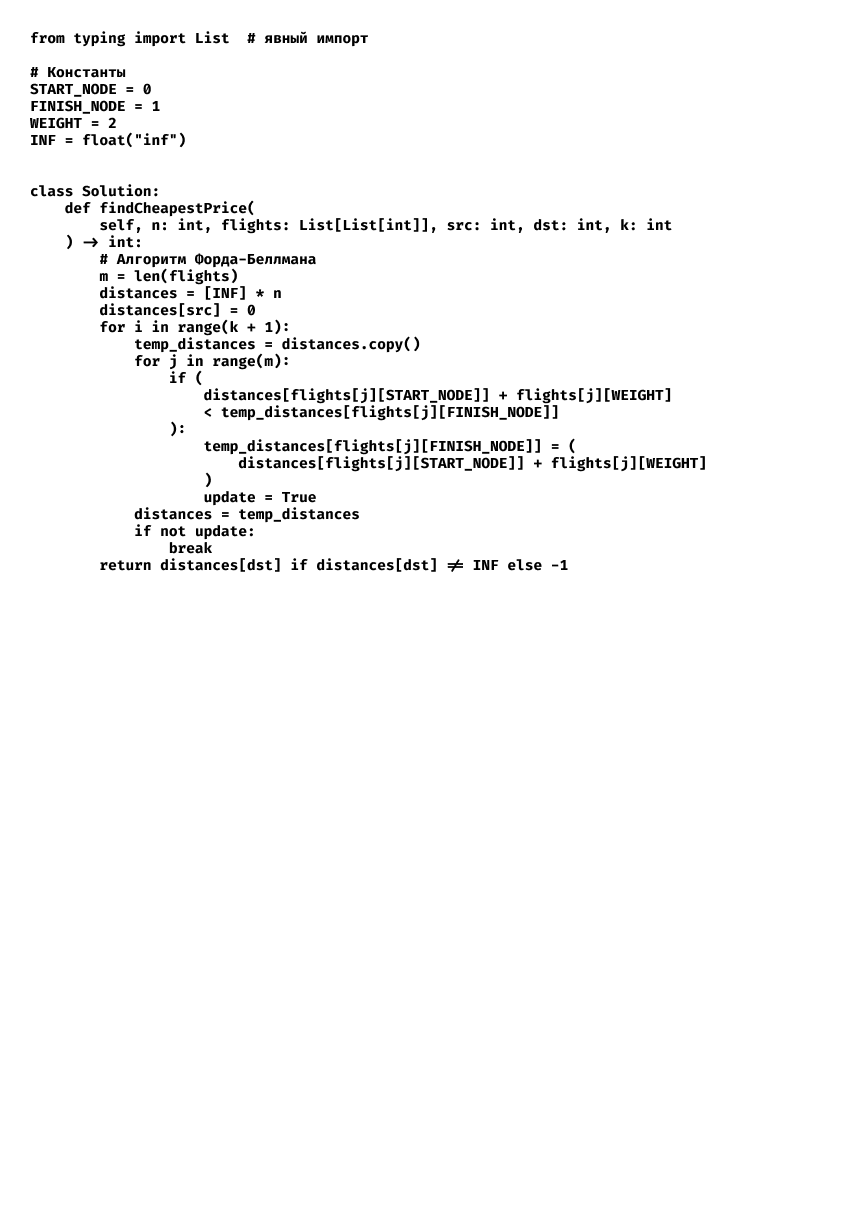 from typing import List  # явный импорт

# Константы
START_NODE = 0
FINISH_NODE = 1
WEIGHT = 2
INF = float("inf")


class Solution:
    def findCheapestPrice(
        self, n: int, flights: List[List[int]], src: int, dst: int, k: int
    ) -> int:
        # Алгоритм Форда-Беллмана
        m = len(flights)
        distances = [INF] * n
        distances[src] = 0
        for i in range(k + 1):
            temp_distances = distances.copy()
            for j in range(m):
                if (
                    distances[flights[j][START_NODE]] + flights[j][WEIGHT]
                    < temp_distances[flights[j][FINISH_NODE]]
                ):
                    temp_distances[flights[j][FINISH_NODE]] = (
                        distances[flights[j][START_NODE]] + flights[j][WEIGHT]
                    )
                    update = True
            distances = temp_distances
            if not update:
                break
        return distances[dst] if distances[dst] != INF else -1